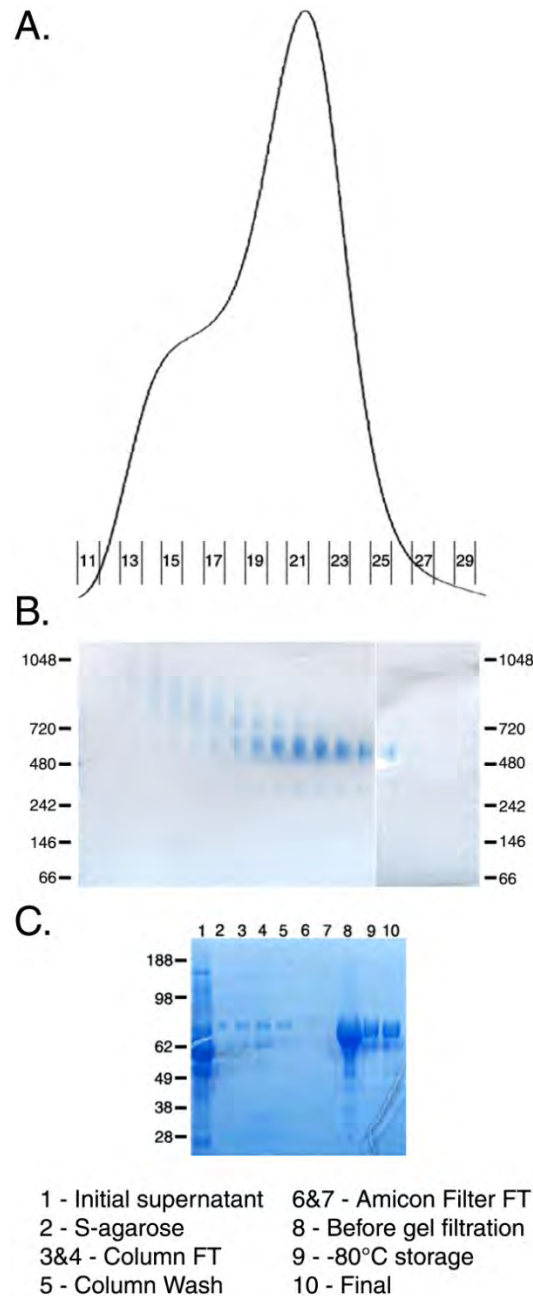 A.
11 13 15 17 19 21 23 25 27 29
B.
1048 1048
720 720
480 480
242 242
146 146
66 66
C.
1 2 3 4 5 6 7 8 9 10
188
98
62
49
38
28
1 - Initial supernatant 6&7 - Amicon Filter FT
2 - S-agarose 8 - Before gel filtration
3&4 - Column FT 9 - -80°C storage
5 - Column Wash 10 - Final